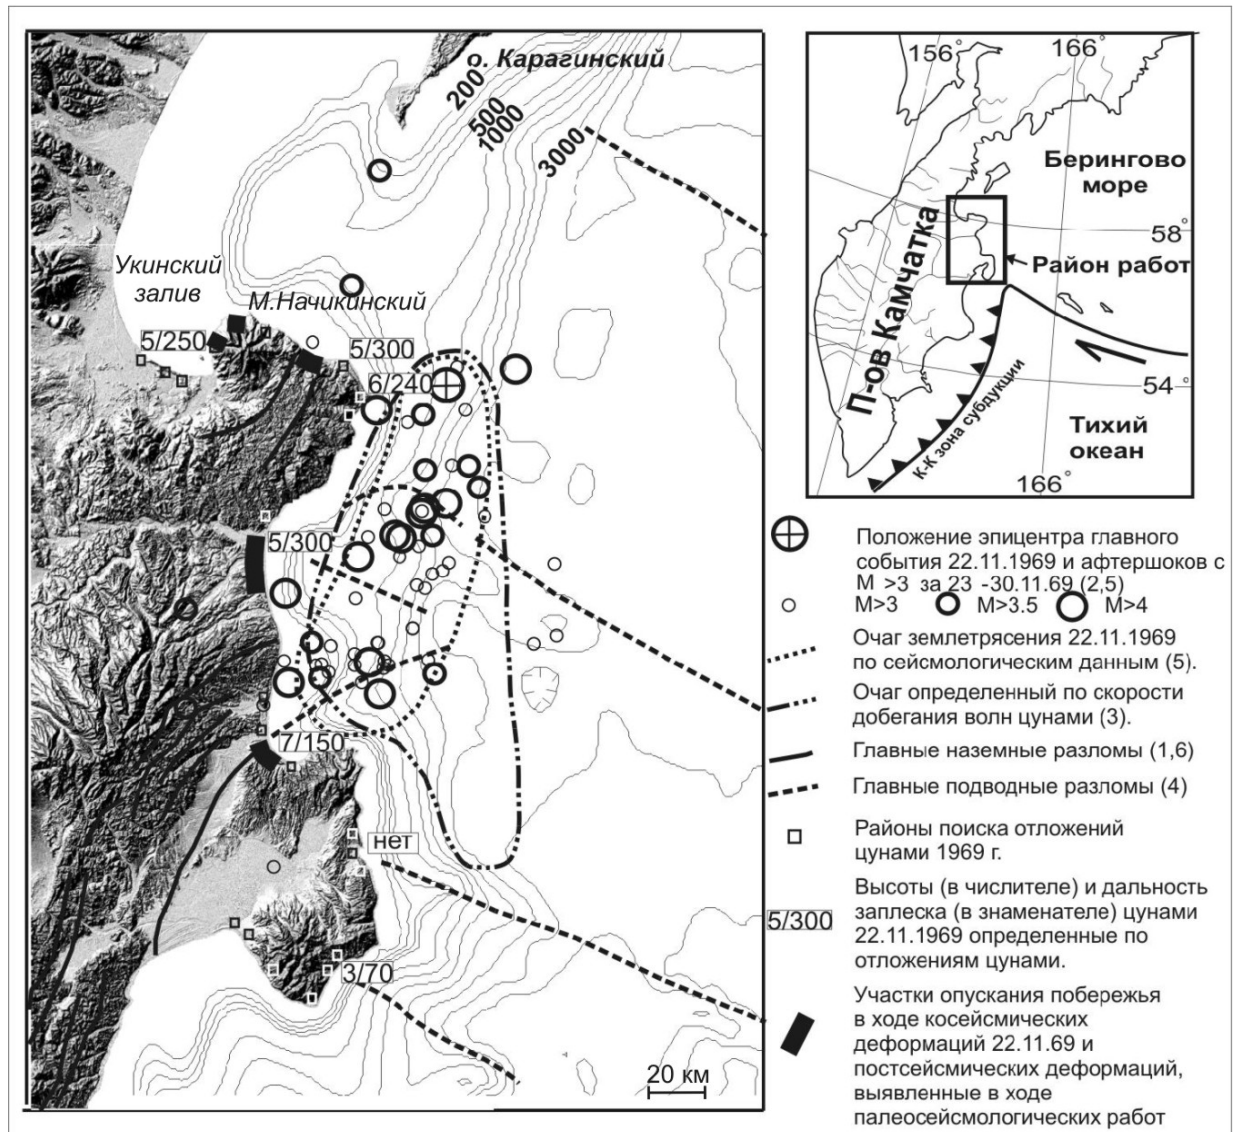 о. Карагинский
200
500
1000
3000
Укинский
залив
М.Начикинский
5/250
5/300
6/240
5/300
7/150
нет
3/70
20 км
156°
166°
Берингово
море
58°
Район работ
П-ов Камчатка
54°
К-К зона субдукции
Тихий
океан
166°
Положение эпицентра главного
события 22.11.1969 и афтершоков с
М >3 за 23 -30.11.69 (2,5)
М>3 М>3.5 М>4
Очаг землетрясения 22.11.1969
по сейсмологическим данным (5).
Очаг определенный по скорости
добегания волн цунами (3).
Главные наземные разломы (1,6)
Главные подводные разломы (4)
Районы поиска отложений
цунами 1969 г.
5/300
Высоты (в числителе) и дальность
заплеска (в знаменателе) цунами
22.11.1969 определенные по
отложениям цунами.
Участки опускания побережья
в ходе косейсмических
деформаций 22.11.69 и
постсейсмических деформаций,
выявленные в ходе
палеосейсмологических работ